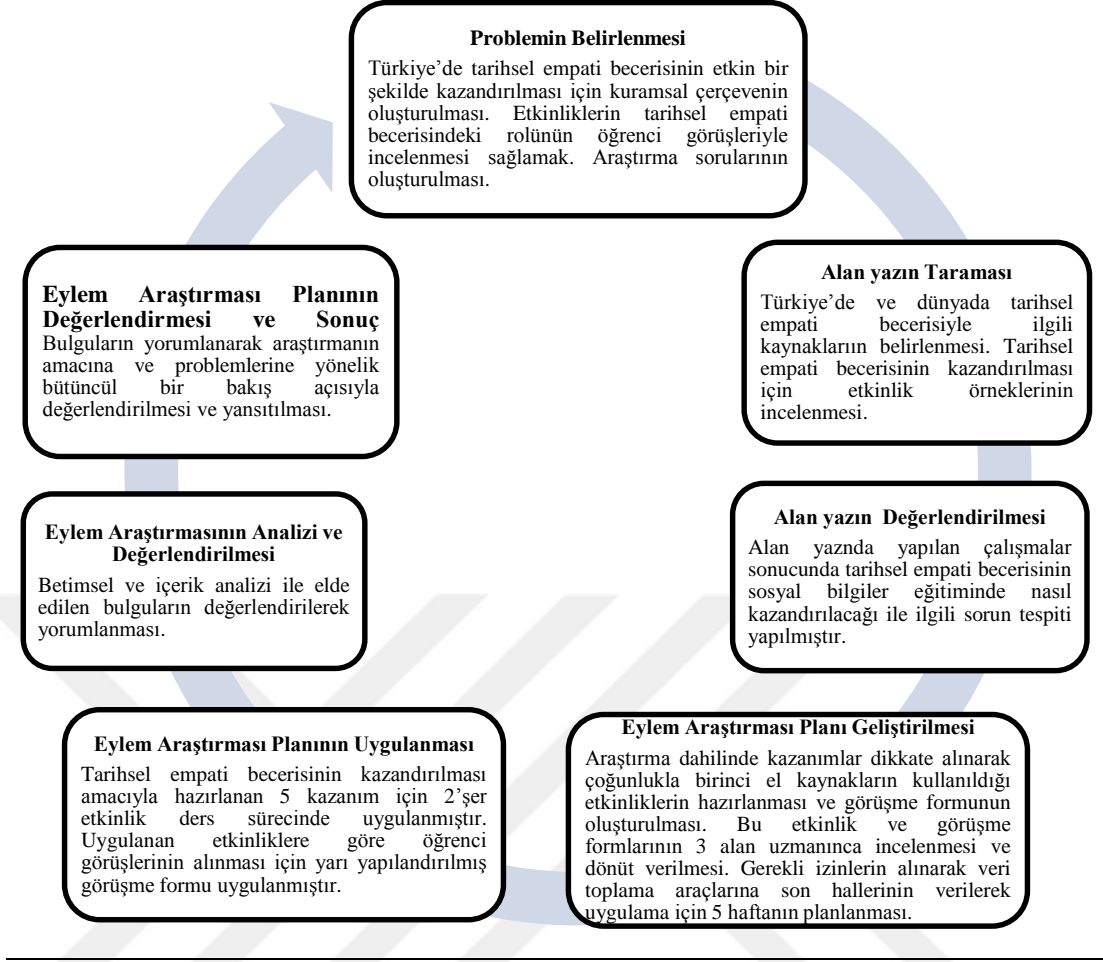 Problemin Belirlenmesi
Türkiye’de tarihsel empati becerisinin etkin bir
şekilde kazandırılması için kuramsal çerçevenin
oluşturulması. Etkinliklerin tarihsel empati
becerisindeki rolünün öğrenci görüşleriyle
incelenmesi sağlamak. Araştırma sorularının
oluşturulması.
Alan yazın Taraması
Türkiye’de ve dünyada tarihsel
empati becerisiyle ilgili
kaynaklarıın belirlenmesi. Tarihsel
empati becerisinin kazandırılması
için etkinlik örneklerinin
incelenmesi.
Alan yazın Değerlendirilmesi
Alan yaznda yapılan çalışmalar
sonucunda tarihsel empati becerisinin
sosyal bilgiler eğitiminde nasıl
kazandırılacağı ile ilgili sorun tespiti
yapılmıştır.
Eylem Araştırması Planı Geliştirilmesi
Araştırma dahilinde kazanımlar dikkate alınarak
çoğunlukla birinci el kaynakların kullanıldığı
etkinliklerin hazırlanması ve görüşme formunun
oluşturulması. Bu etkinlik ve görüşme
formlarının 3 alan uzmanınca incelenmesi ve
dönüt verilmesi. Gerekli izinlerin alınarak veri
toplama araçlarına son hallerinin verilerek
uygulama için 5 haftanın planlanması.
Eylem Araştırması Planının Uygulanması
Tarihsel empati becerisinin kazandırılması
amacıyla hazırlanan 5 kazanım için 2’şer
etkinlik ders sürecinde uygulanmıştır.
Uygulanan etkinliklere göre öğrenci
görüşlerinin alınması için yarı yapılandırılmış
görüşme formu uygulanmıştır.
Eylem Araştırmasının Analizi ve
Değerlendirilmesi
Betimsel ve içerik analizi ile elde
edilen bulguların değerlendirilerek
yorumlanması.
Eylem Araştırması Planının
Değerlendirmesi ve Sonuç
Bulguların yorumlanarak araştırmanın
amacına ve problemlerine yönelik
bütüncül bir bakış açısıyla
değerlendirilmesi ve yansıtılması.